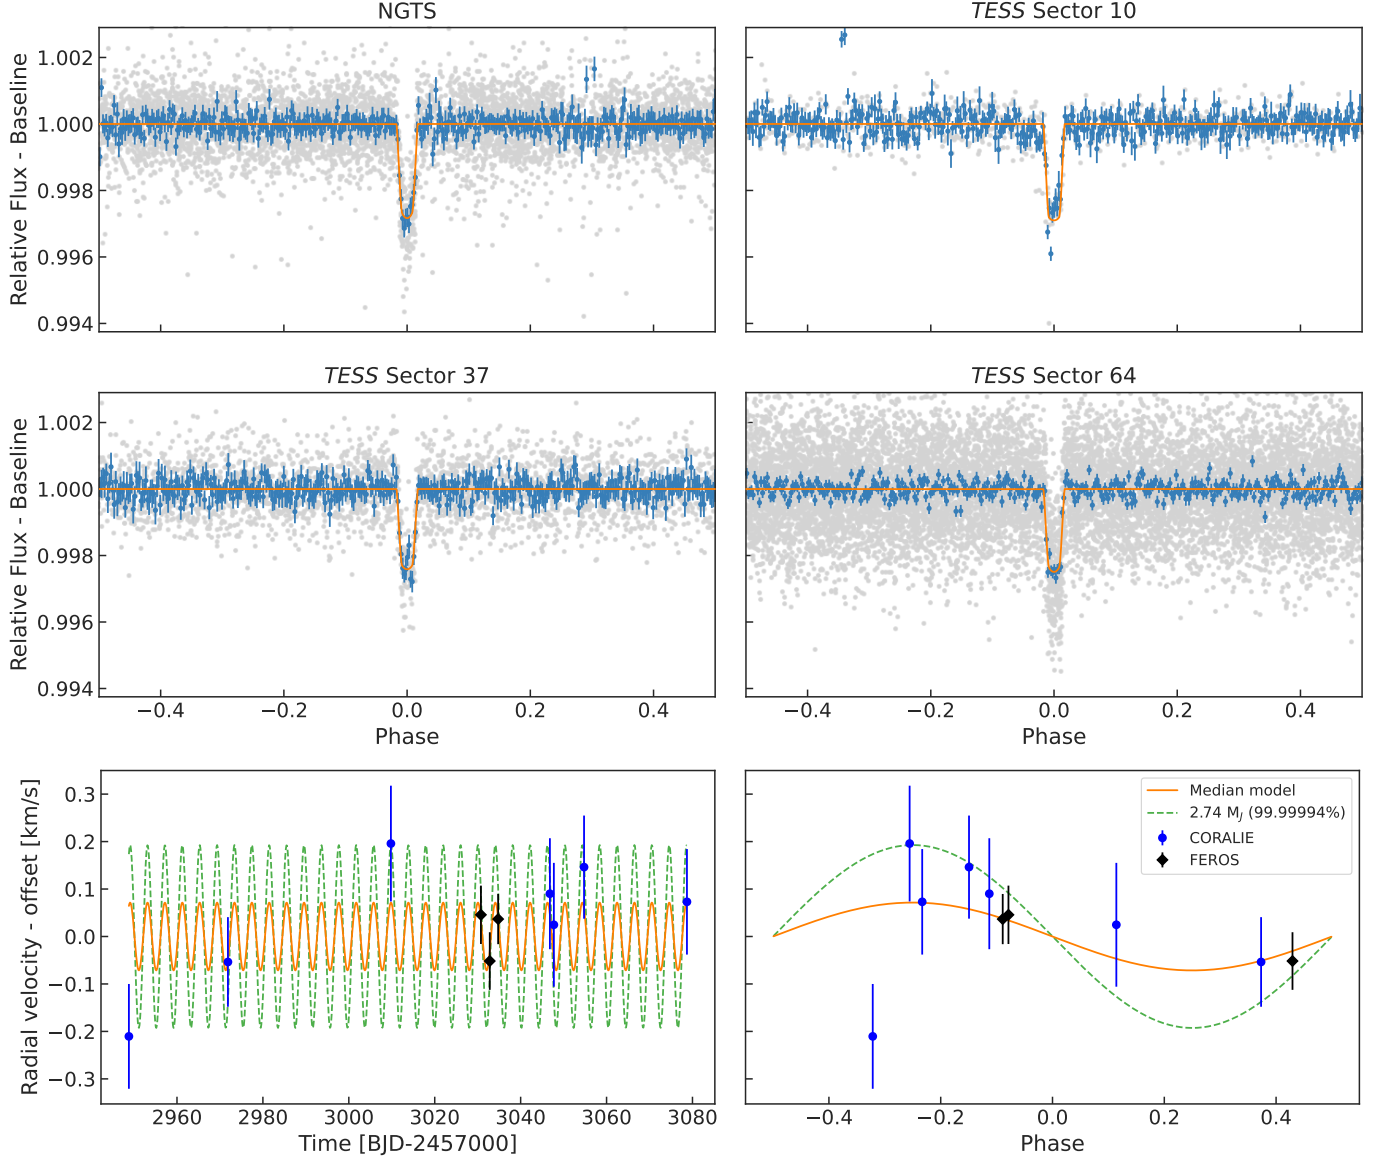 NGTS
TESS Sector 10
Relative Flux - Baseline
1.002
1.000
0.998
0.996
0.994
TESS Sector 37
TESS Sector 64
Relative Flux - Baseline
1.002
1.000
0.998
0.996
0.994
−0.4 −0.2 0.0 0.2 0.4
Phase
−0.4 −0.2 0.0 0.2 0.4
Phase
Radial velocity - offset [km/s]
0.3
0.2
0.1
0.0
−0.1
−0.2
−0.3
2960 2980 3000 3020 3040 3060 3080
Time [BJD-2457000]
Median model
2.74 MJ (99.99994%)
CORALIE
FEROS
−0.4 −0.2 0.0 0.2 0.4
Phase